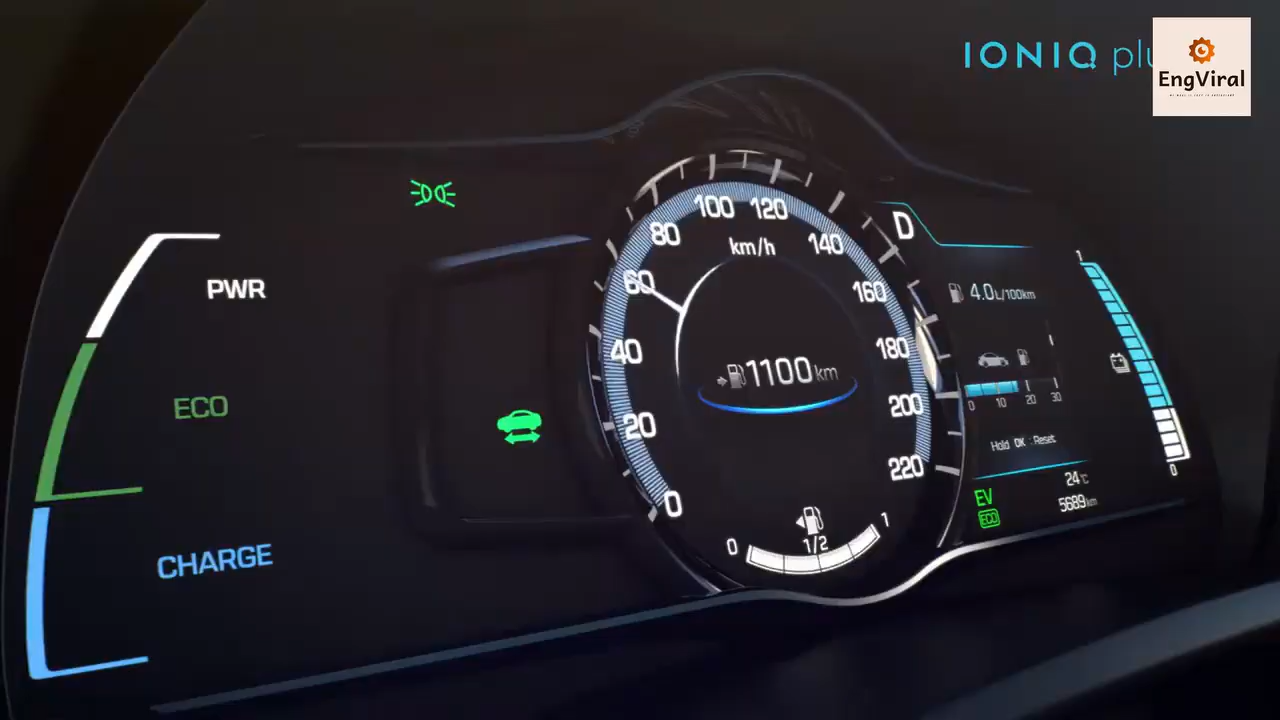 IONIQ plu
EngViral
PWR
ECO
CHARGE
0
20
40
60
80
100
120
140
160
180
200
220
km/h
1100km
0
1/2
1
D
4.0L/100km
0 10 20 30
Hold OK : Reset
EV
ECO
24°C
5689km
1
0